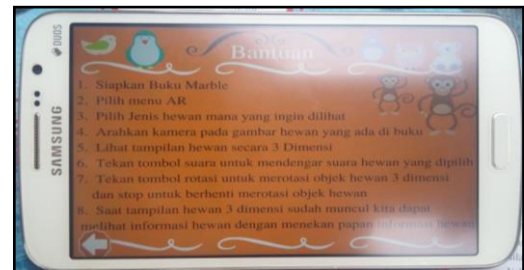 SAMSUNG
DUOS
Bantuan
1. Siapkan Buku Marble
2. Pilih menu AR
3. Pilih Jenis hewan mana yang ingin dilihat
4. Arahkan kamera pada gambar hewan yang ada di buku
5. Lihat tampilan hewan secara 3 Dimensi
6. Tekan tombol suara untuk mendengar suara hewan yang dipilih
7. Tekan tombol rotasi untuk merotasi objek hewan 3 dimensi
dan stop untuk berhenti merotasi objek hewan
8. Saat tampilan hewan 3 dimensi sudah muncul kita dapat
melihat informasi hewan dengan menekan papan informasi hewan